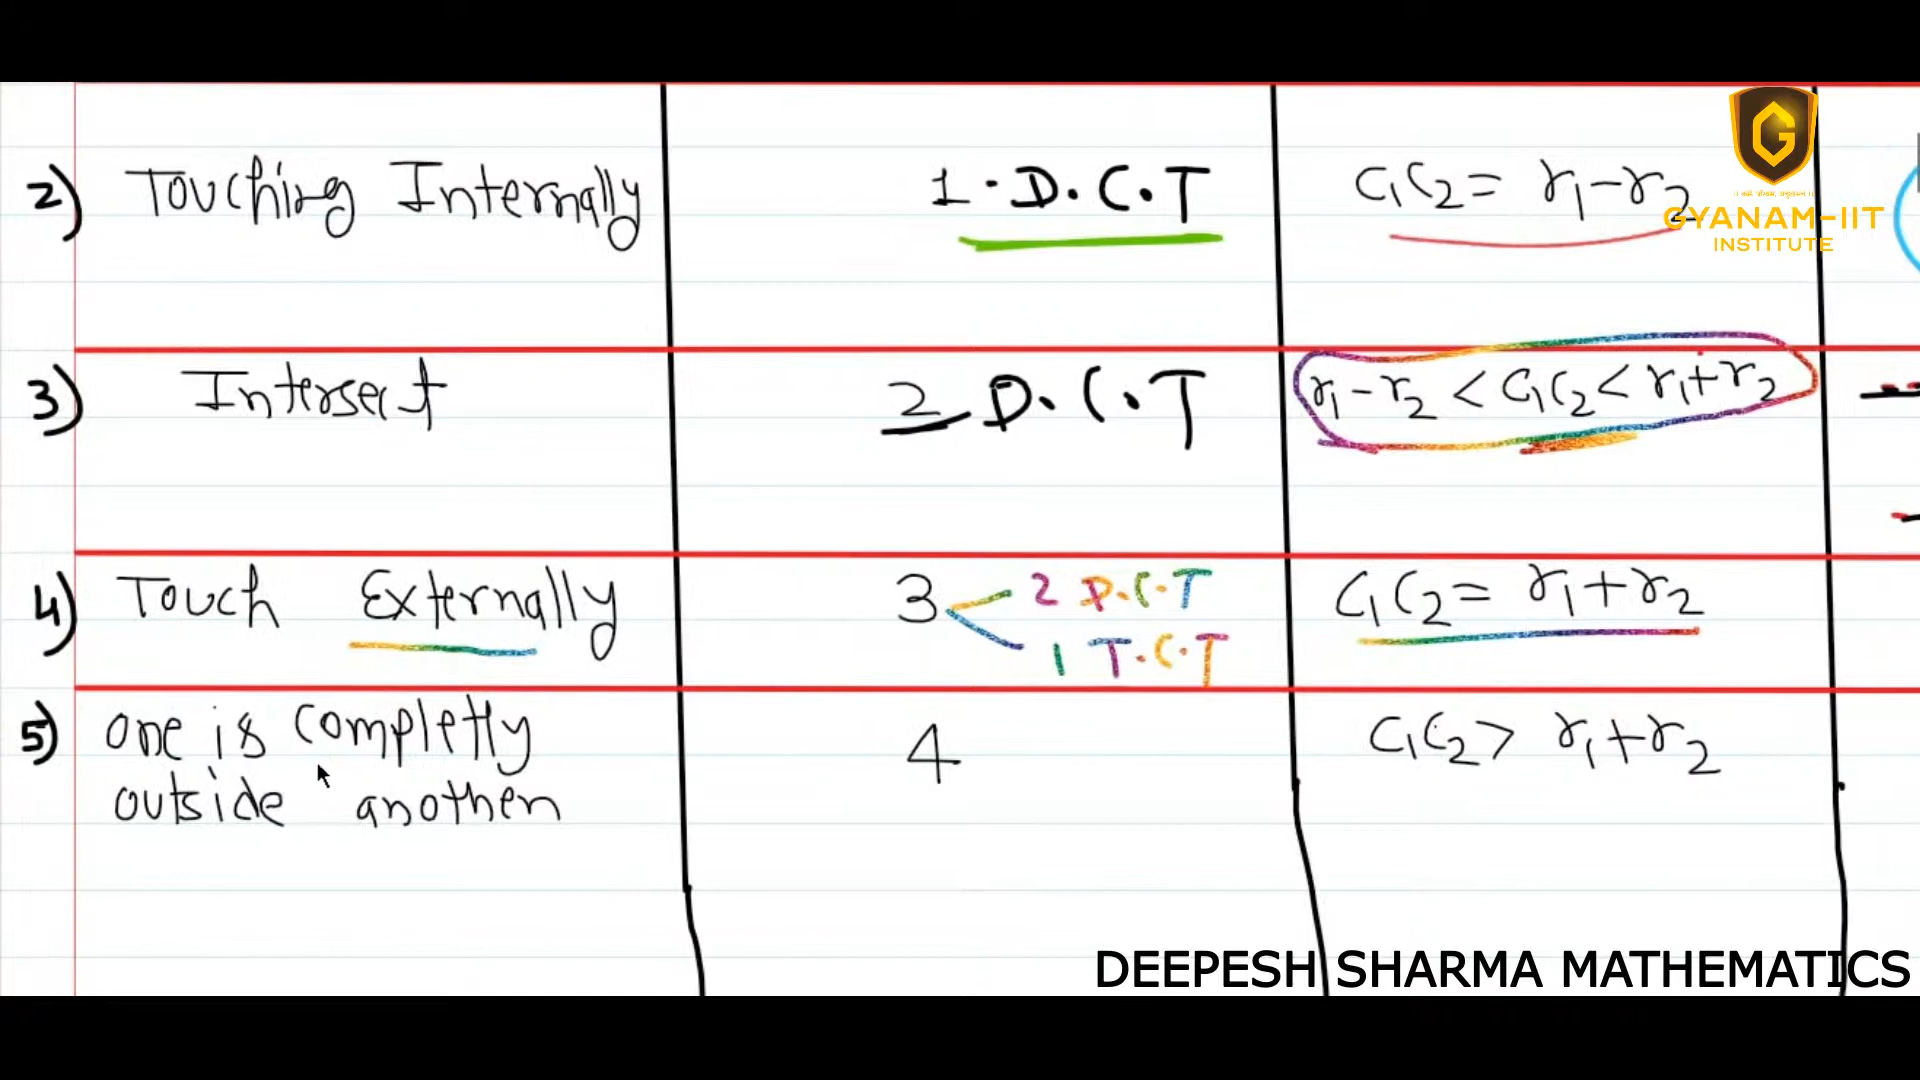 2) Touching Internally 1.D.C.T C₁C₂ = r₁-r₂
GYANAM-IIT
INSTITUTE
3) Intersect 2 D.C.T r₁-r₂ < C₁C₂ < r₁+r₂
4) Touch Externally 3 2 D.C.T C₁C₂ = r₁+r₂
1 T.C.T
5) one is completly 4 C₁C₂ > r₁+r₂
outside another
DEEPESH SHARMA MATHEMATICS